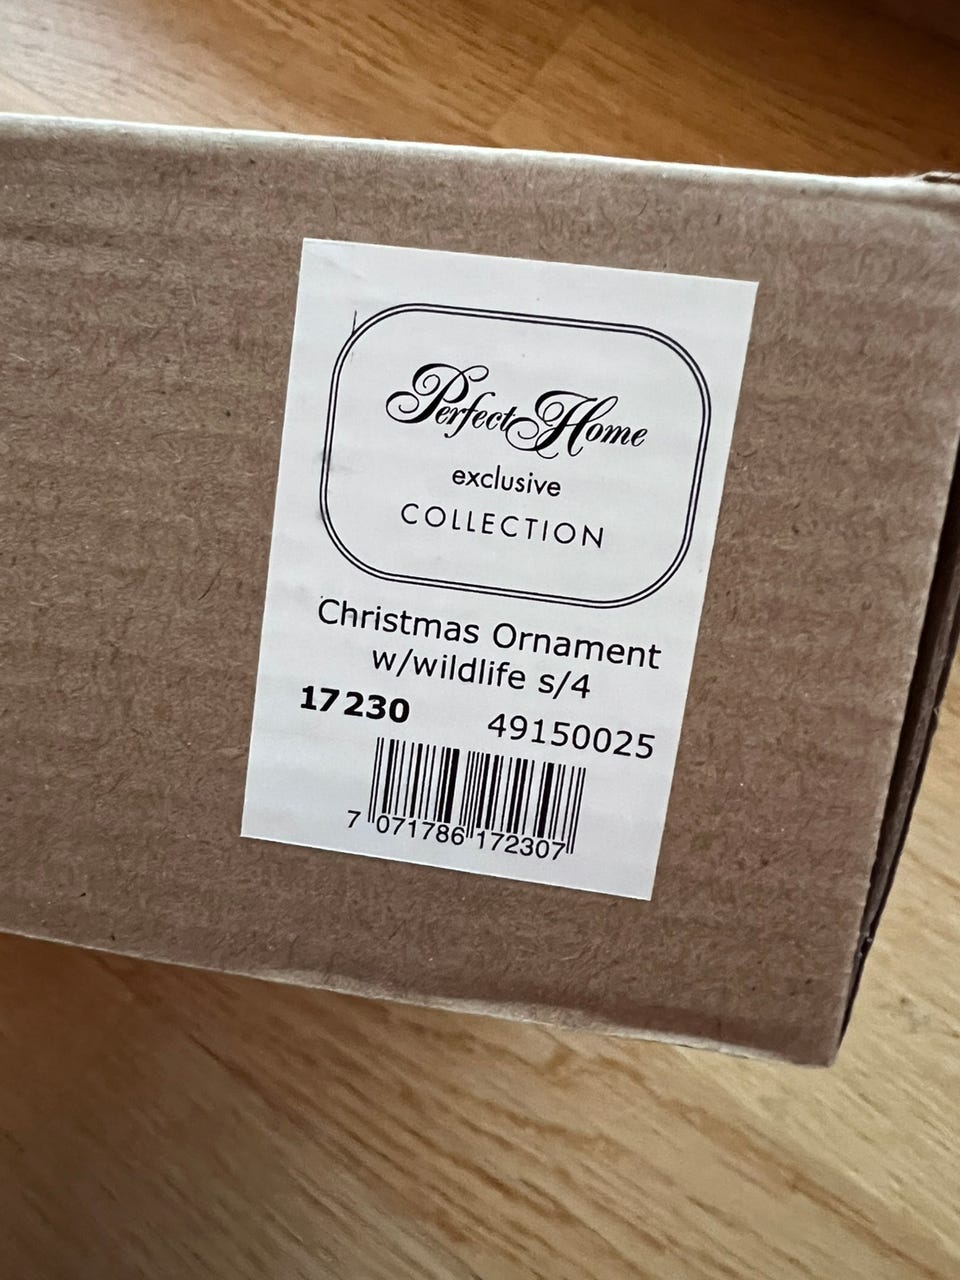 Perfect Home
exclusive
COLLECTION
Christmas Ornament
w/wildlife s/4
17230 49150025
7 071786 172307